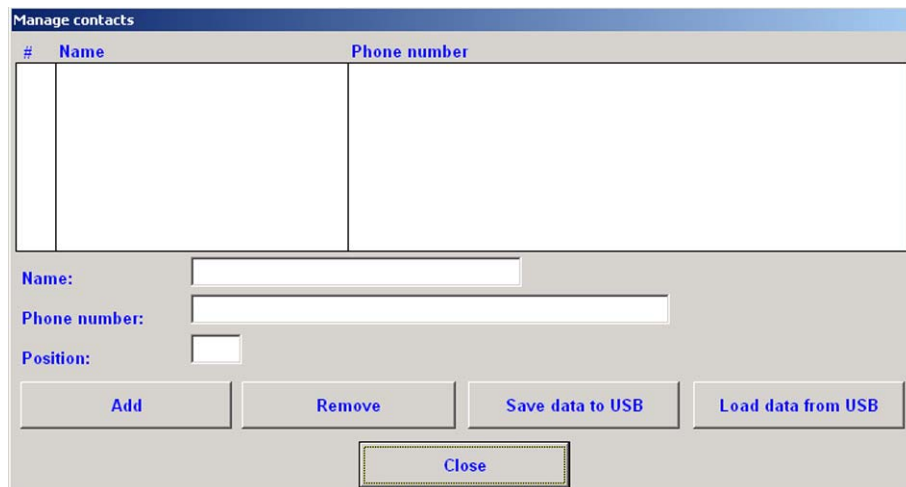 Manage contacts
# Name Phone number
Name:
Phone number:
Position:
Add Remove Save data to USB Load data from USB
Close